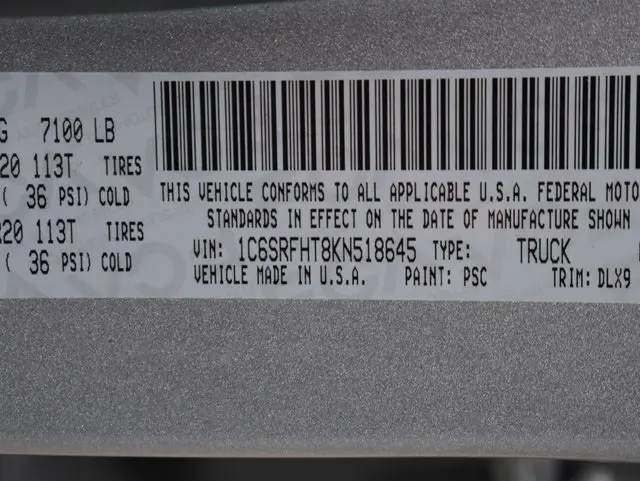 G 7100 LB
20 113T TIRES
( 36 PSI) COLD
R20 113T TIRES
( 36 PSI) COLD
THIS VEHICLE CONFORMS TO ALL APPLICABLE U.S.A. FEDERAL MOTO
STANDARDS IN EFFECT ON THE DATE OF MANUFACTURE SHOWN
VIN: 1C6SRFHT8KN518645 TYPE: TRUCK
VEHICLE MADE IN U.S.A. PAINT: PSC TRIM: DLX9